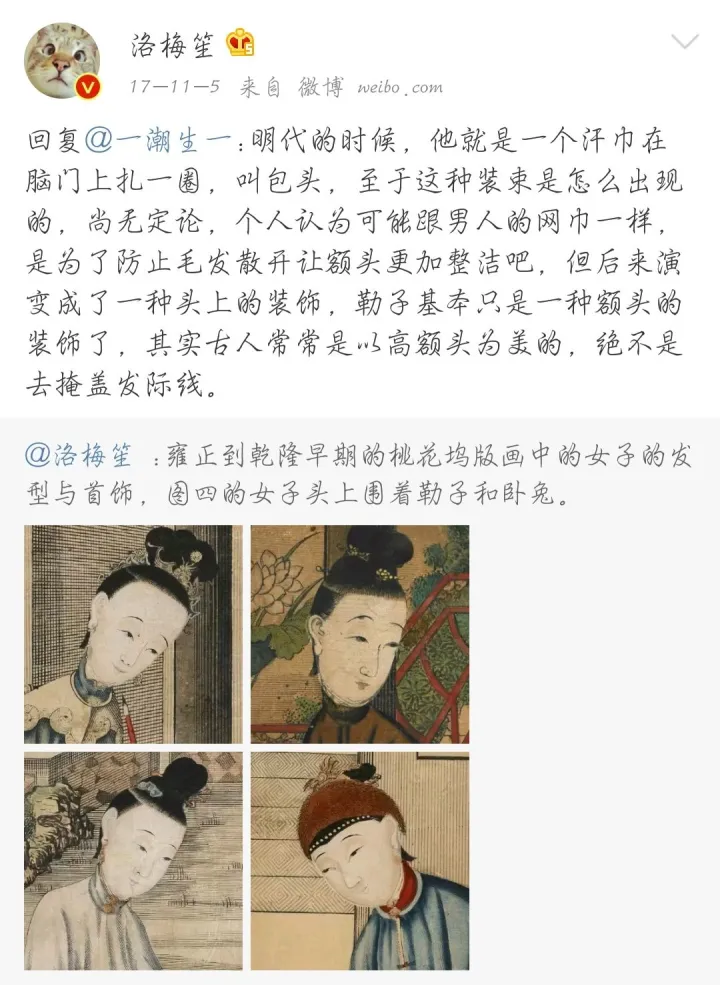 洛梅笙
17-11-5 来自 微博 weibo.com
回复@一潮生一:明代的时候，他就是一个汗巾在
脑门上扎一圈，叫包头，至于这种装束是怎么出现
的，尚无定论，个人认为可能跟男人的网巾一样，
是为了防止毛发散开让额头更加整洁吧，但后来演
变成了一种头上的装饰，勒子基本只是一种额头的
装饰了，其实古人常常是以高额头为美的，绝不是
去掩盖发际线。
@洛梅笙 :雍正到乾隆早期的桃花坞版画中的女子的发
型与首饰，图四的女子头上围着勒子和卧兔。